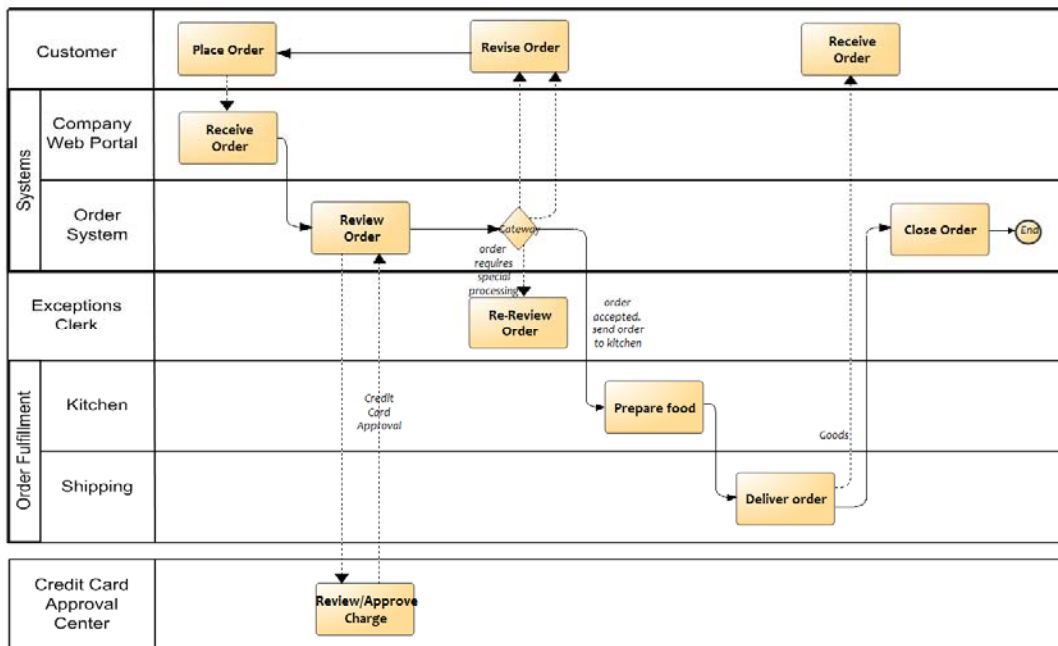 Customer
Place Order
Revise Order
Receive
Order
Systems
Company
Web Portal
Receive
Order
Order
System
Review
Order
Gateway
order
requires
special
processing
Close Order
End
Exceptions
Clerk
Re-Review
Order
order
accepted.
send order
to kitchen
Order Fulfillment
Kitchen
Credit
Card
Approval
Prepare food
Goods
Shipping
Deliver order
Credit Card
Approval
Center
Review/Approve
Charge